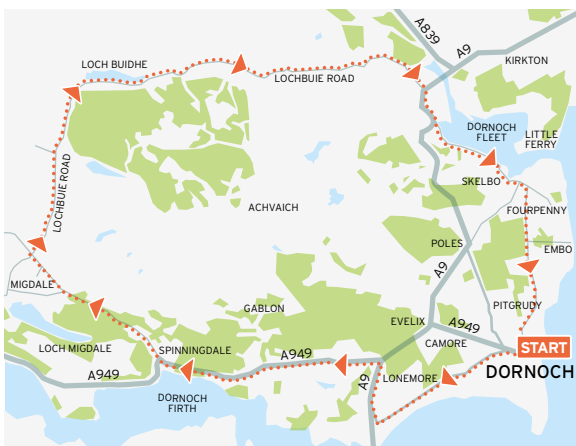 A839
A9
KIRKTON
LOCH BUIDHE
LOCHBUIE ROAD
DORNOCH
FLEET
LITTLE
FERRY
SKELBO
LOCHBUIE ROAD
ACHVAICH
FOURPENNY
POLES
EMBO
A9
MIGDALE
PITGRUDY
GABLON
EVELIX
A949
CAMORE
START
DORNOCH
LOCH MIGDALE
SPINNINGDALE
A949
A949
A9
LONEMORE
DORNOCH
FIRTH